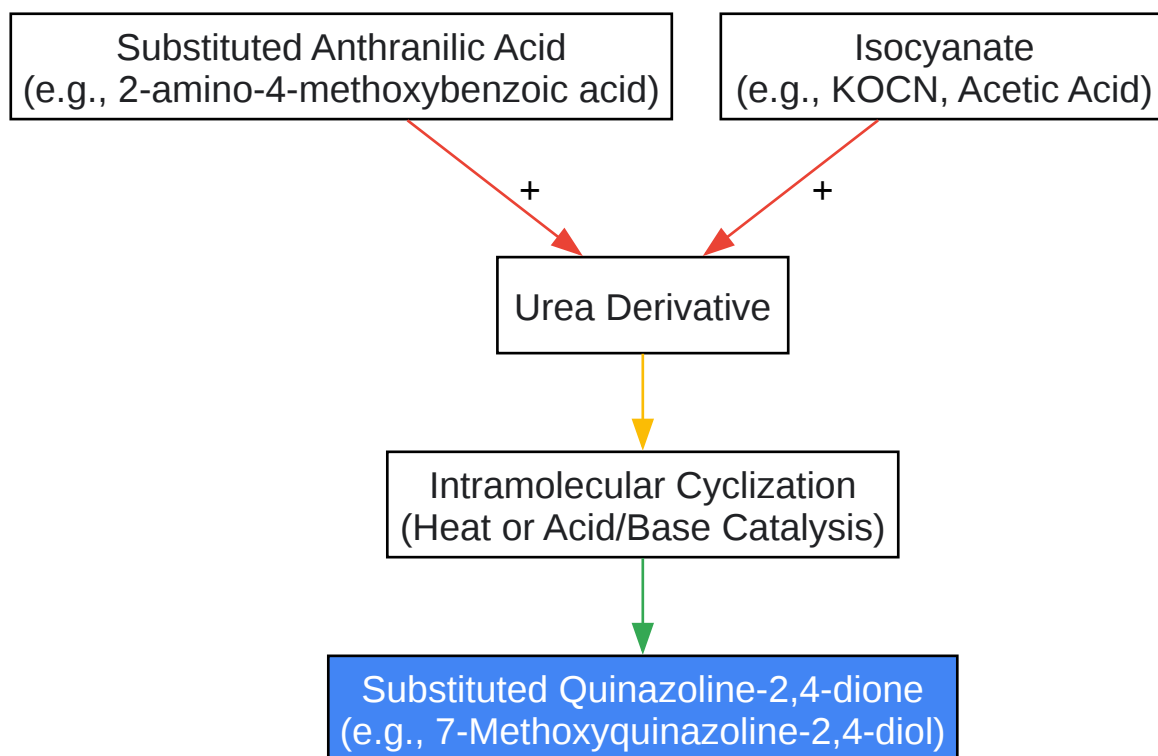 Substituted Anthranilic Acid
(e.g., 2-amino-4-methoxybenzoic acid)
Isocyanate
(e.g., KOCN, Acetic Acid)
+
+
Urea Derivative
Intramolecular Cyclization
(Heat or Acid/Base Catalysis)
Substituted Quinazoline-2,4-dione
(e.g., 7-Methoxyquinazoline-2,4-diol)